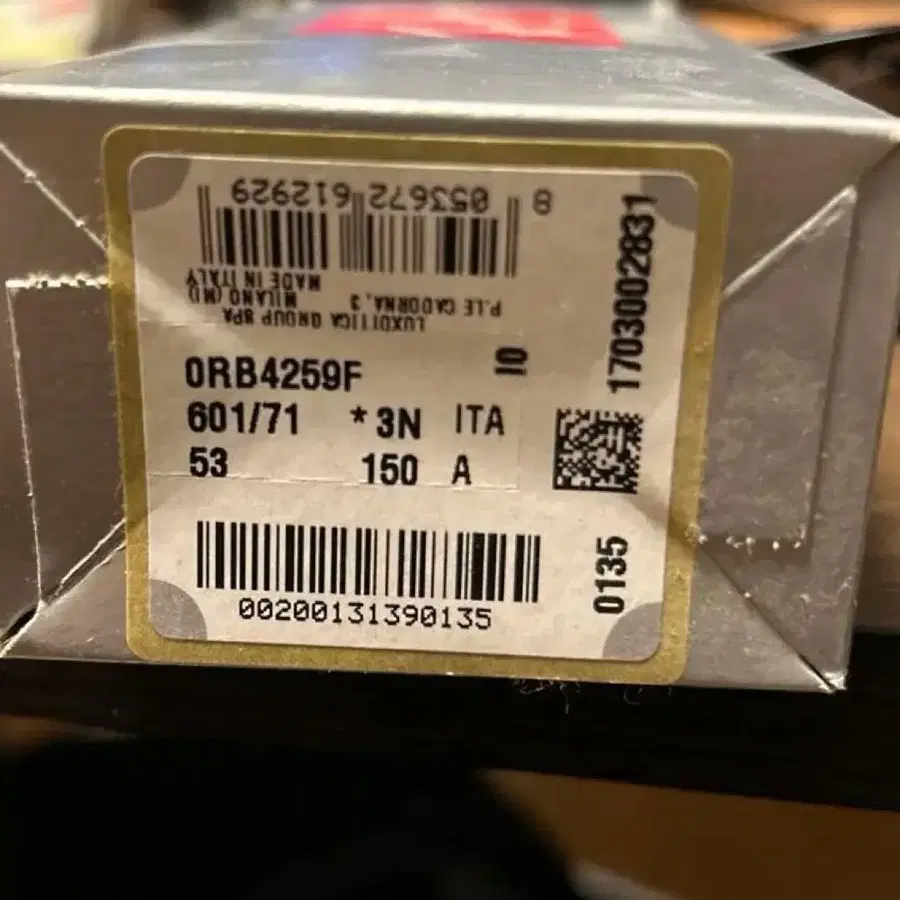 8 053672 612929
LUXOTTICA GROUP SPA
P.LE CADORNA, 3 MILANO (MI)
MADE IN ITALY
IO
1703002831
0RB4259F
601/71 *3N ITA
53 150 A
0135
00200131390135